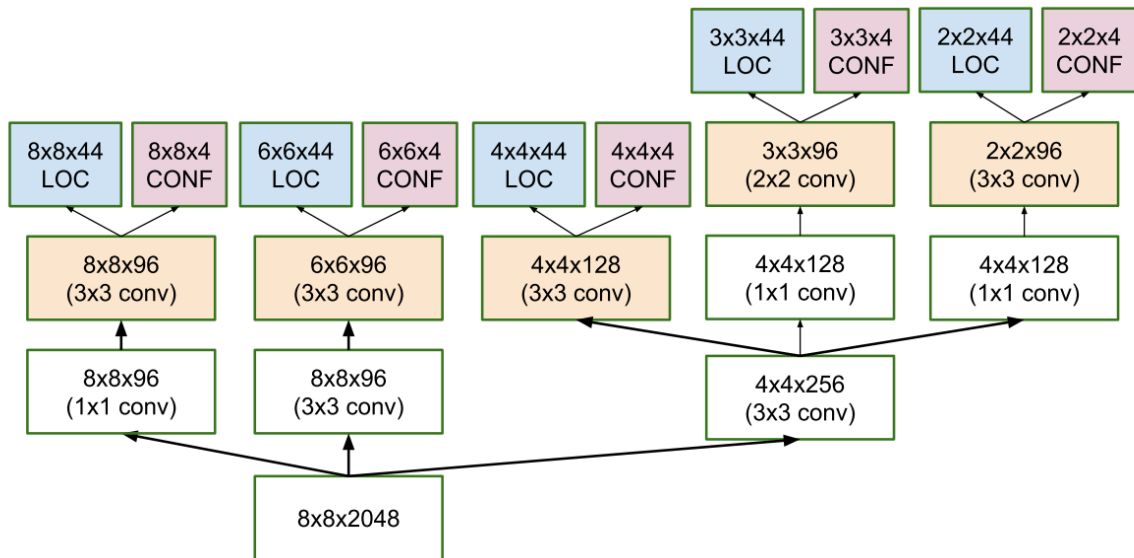 3x3x44
LOC
3x3x4
CONF
2x2x44
LOC
2x2x4
CONF
8x8x44
LOC
8x8x4
CONF
6x6x44
LOC
6x6x4
CONF
4x4x44
LOC
4x4x4
CONF
3x3x96
(2x2 conv)
2x2x96
(3x3 conv)
8x8x96
(3x3 conv)
6x6x96
(3x3 conv)
4x4x128
(3x3 conv)
4x4x128
(1x1 conv)
4x4x128
(1x1 conv)
8x8x96
(1x1 conv)
8x8x96
(3x3 conv)
4x4x256
(3x3 conv)
8x8x2048